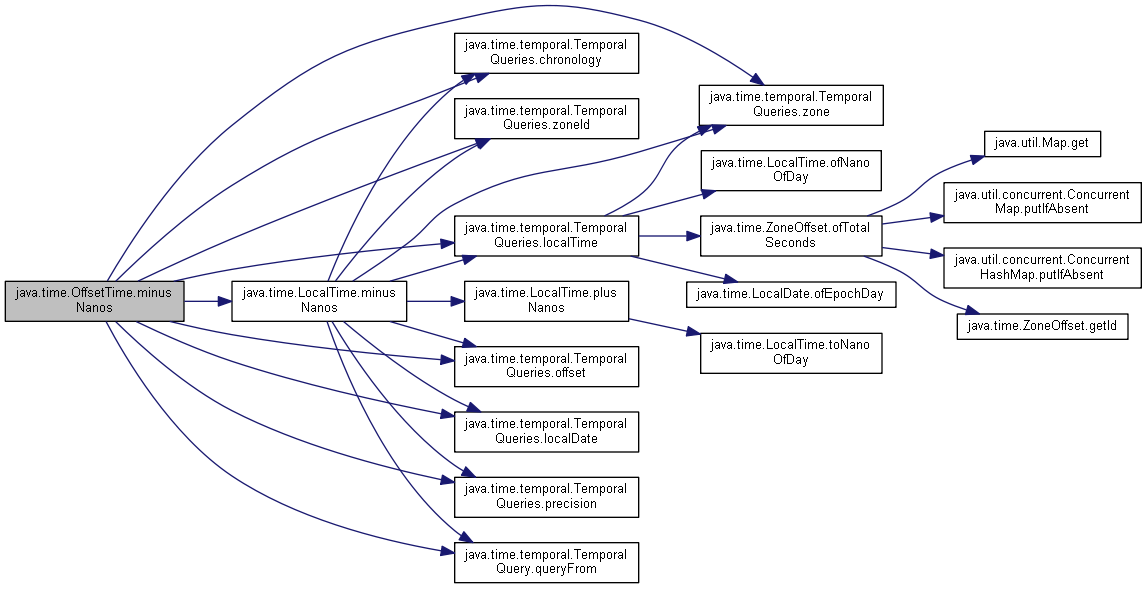 java.time.OffsetTime.minus
Nanos
java.time.LocalTime.minus
Nanos
java.time.temporal.Temporal
Queries.chronology
java.time.temporal.Temporal
Queries.zoneId
java.time.temporal.Temporal
Queries.localTime
java.time.LocalTime.plus
Nanos
java.time.temporal.Temporal
Queries.offset
java.time.temporal.Temporal
Queries.localDate
java.time.temporal.Temporal
Queries.precision
java.time.temporal.Temporal
Query.queryFrom
java.time.temporal.Temporal
Queries.zone
java.time.LocalTime.ofNano
OfDay
java.time.ZoneOffset.ofTotal
Seconds
java.time.LocalDate.ofEpochDay
java.time.LocalTime.toNano
OfDay
java.util.Map.get
java.util.concurrent.Concurrent
Map.putIfAbsent
java.util.concurrent.Concurrent
HashMap.putIfAbsent
java.time.ZoneOffset.getId